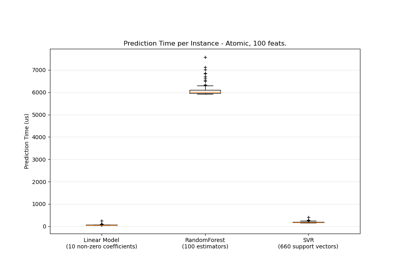 Prediction Time per Instance - Atomic, 100 feats.
Prediction Time (us)
7000
6000
5000
4000
3000
2000
1000
0
Linear Model
(10 non-zero coefficients)
RandomForest
(100 estimators)
SVR
(660 support vectors)